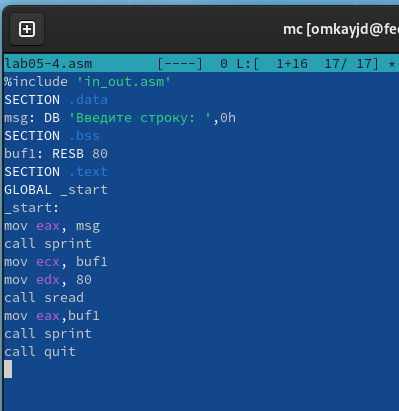 mc [omkayjd@fe
lab05-4.asm [----] 0 L:[ 1+16 17/ 17] *
%include 'in_out.asm'
SECTION .data
msg: DB 'Введите строку: ',0h
SECTION .bss
buf1: RESB 80
SECTION .text
GLOBAL _start
_start:
mov eax, msg
call sprint
mov ecx, buf1
mov edx, 80
call sread
mov eax,buf1
call sprint
call quit